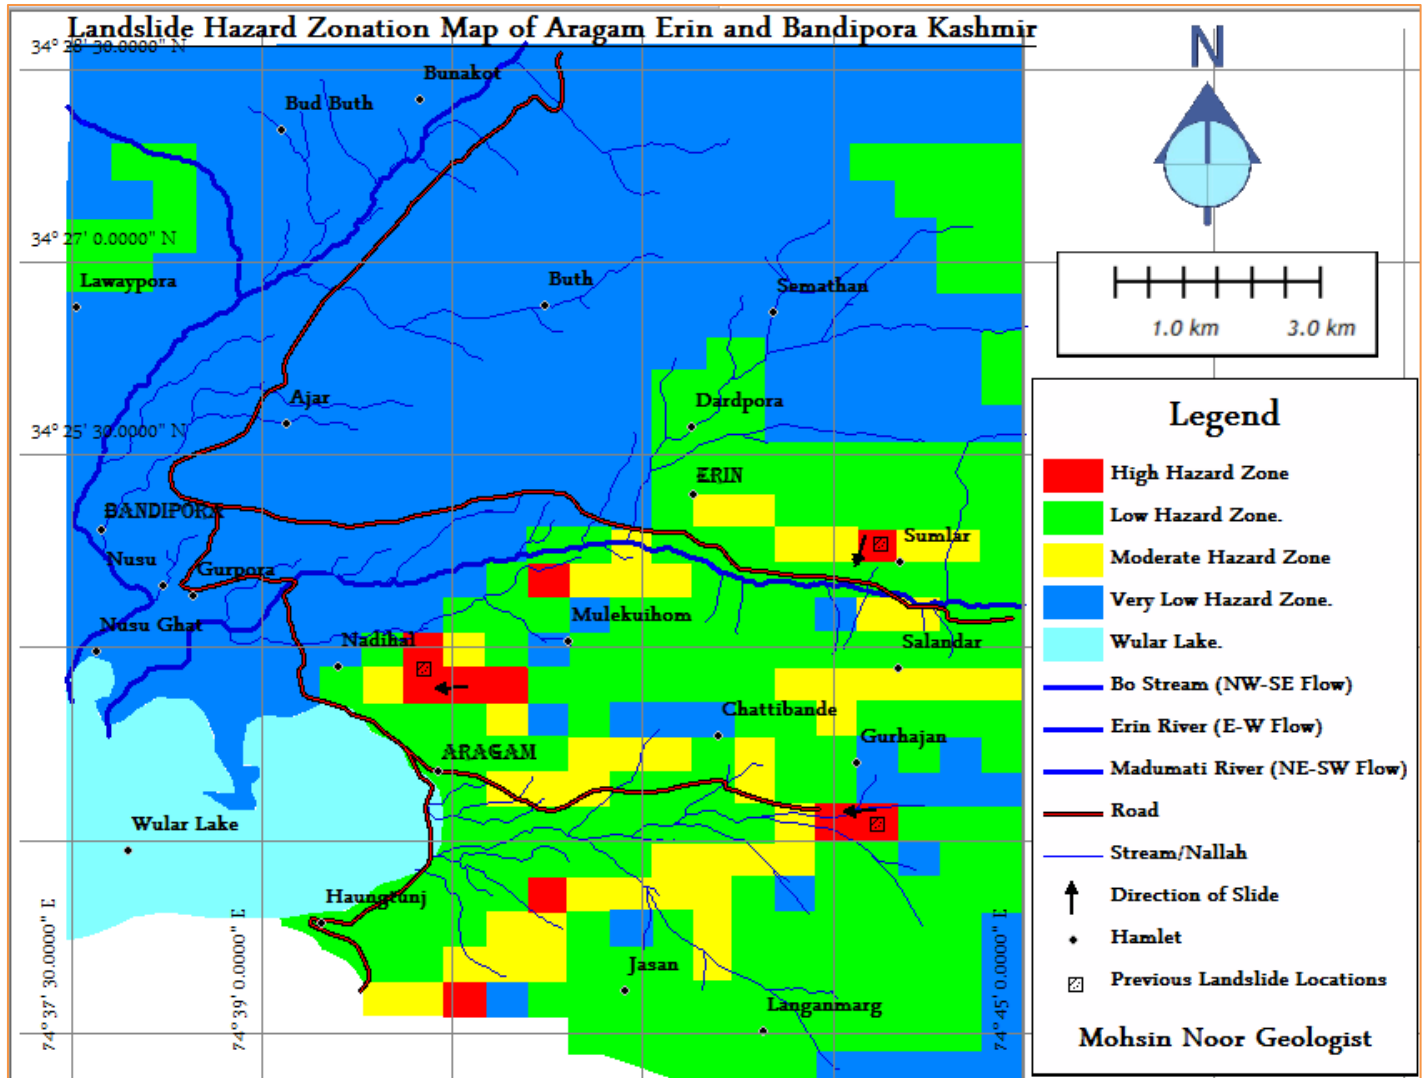 Landslide Hazard Zonation Map of Aragam Erin and Bandipora Kashmir
34° 28' 30.0000" N
N
Bunakot
Bud Buth
34° 27' 0.0000" N
Lawaypora
Buth
Semathan
1.0 km 3.0 km
Ajar
Dardpora
34° 25' 30.0000" N
ERIN
BANDIPORA
Sumlar
Nusu
Gurpora
Mulekuihom
Nusu Ghat
Nadihal
Salandar
Chattibande
Gurhajan
ARAGAM
Wular Lake
Haungtunj
Jasan
Langanmarg
74° 37' 30.0000" E
74° 39' 0.0000" E
74° 45' 0.0000" E
Legend
High Hazard Zone
Low Hazard Zone.
Moderate Hazard Zone
Very Low Hazard Zone.
Wular Lake.
Bo Stream (NW-SE Flow)
Erin River (E-W Flow)
Madumati River (NE-SW Flow)
Road
Stream/Nallah
Direction of Slide
Hamlet
Previous Landslide Locations
Mohsin Noor Geologist